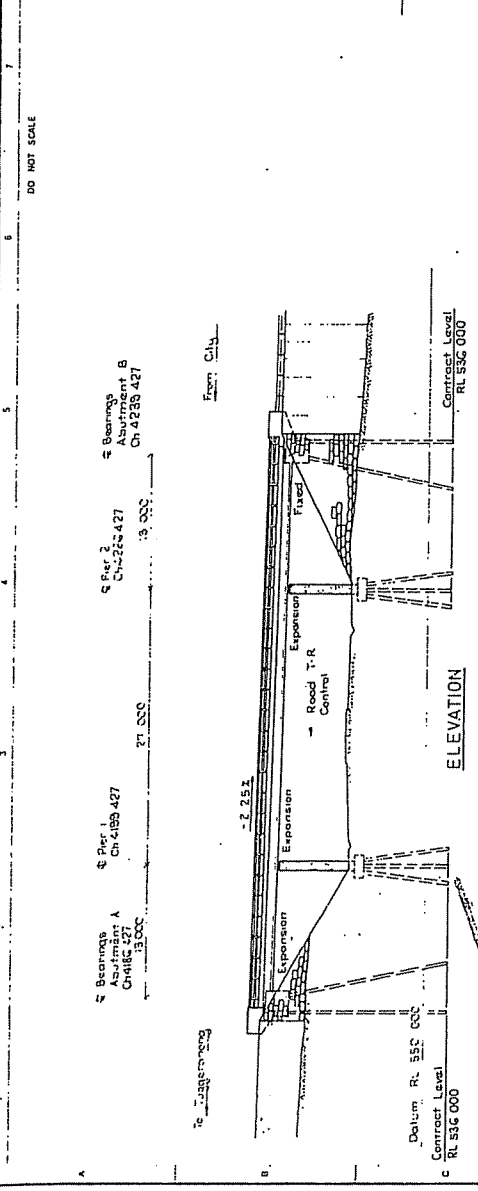 7
6
5
4
3
A
B
C
DO NOT SCALE
℄ Bearings
Abutment A
Ch 4186 427
℄ Pier 1
Ch 4199 427
℄ Pier 2
Ch 4226 427
℄ Bearings
Abutment B
Ch 4239 427
13 000
27 000
13 000
To Tuggeranong
From City
-2 25%
Expansion
Expansion
Expansion
Fixed
Road T-R
Control
Datum RL 550 000
Contract Level
RL 536 000
Contract Level
RL 536 000
ELEVATION